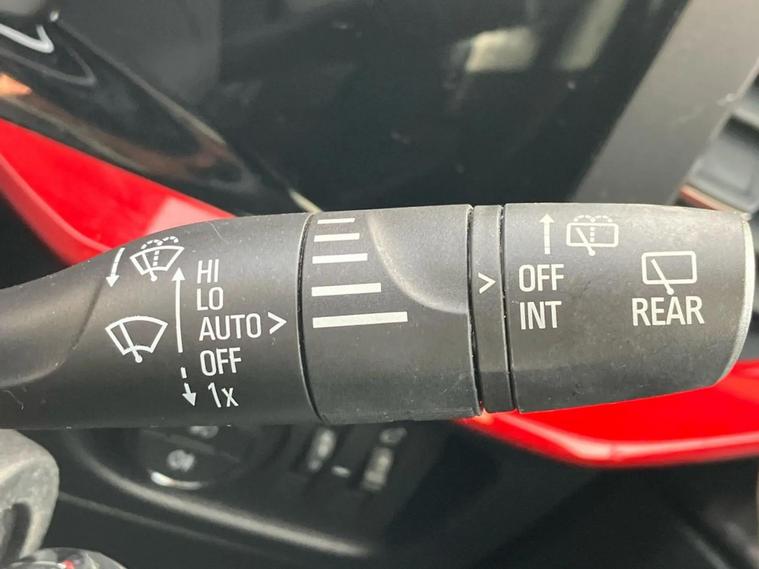 HI
LO
AUTO >
OFF
1x
> OFF
INT
REAR